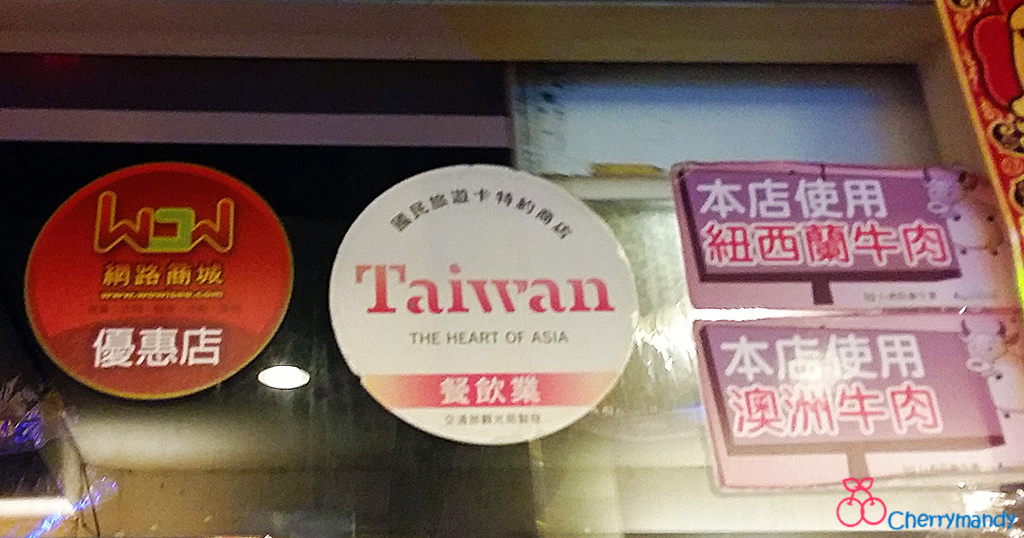 WOW
網路商城
優惠店
國民旅遊卡特約商店
Taiwan
THE HEART OF ASIA
餐飲業
交通部觀光局製發
本店使用
紐西蘭牛肉
本店使用
澳洲牛肉
Cherrymandy